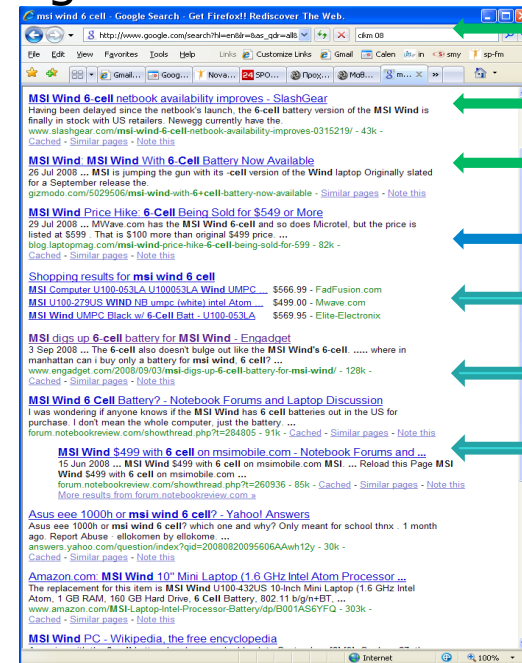 msi wind 6 cell - Google Search - Get Firefox!! Rediscover The Web.
http://www.google.com/search?hl=en&lr=&as_qdr=all&
cikm 08
File Edit View Favorites Tools Help Links Customize Links Gmail Calen in smy sp-fm
Gmail... Goog... Nova... SPO... Προχ... Μαθ... m...
MSI Wind 6-cell netbook availability improves - SlashGear
Having been delayed since the netbook's launch, the 6-cell battery version of the MSI Wind is
finally in stock with US retailers. Newegg currently have the.
www.slashgear.com/msi-wind-6-cell-netbook-availability-improves-0315219/ - 43k -
Cached - Similar pages - Note this
MSI Wind: MSI Wind With 6-Cell Battery Now Available
26 Jul 2008 ... MSI is jumping the gun with its -cell version of the Wind laptop Originally slated
for a September release the.
gizmodo.com/5029506/msi-wind-with-6+cell-battery-now-available - Similar pages - Note this
MSI Wind Price Hike: 6-Cell Being Sold for $549 or More
29 Jul 2008 ... MWave.com has the MSI Wind 6-cell and so does Microtel, but the price is
listed at $599 . That is $100 more than original $499 price. ...
blog.laptopmag.com/msi-wind-price-hike-6-cell-being-sold-for-599 - 82k -
Shopping results for msi wind 6 cell
MSI Computer U100-053LA U100053LA Wind UMPC ... $566.99 - FadFusion.com
MSI U100-279US WIND NB umpc (white) intel Atom ... $499.00 - Mwave.com
MSI Wind UMPC Black w/ 6-Cell Batt - U100-053LA $569.95 - Elite-Electronix
MSI digs up 6-cell battery for MSI Wind - Engadget
3 Sep 2008 ... The 6-cell also doesn't bulge out like the MSI Wind's 6-cell. ..... where in
manhattan can i buy only a battery for msi wind, 6 cell? ...
www.engadget.com/2008/09/03/msi-digs-up-6-cell-battery-for-msi-wind/ - 128k -
Cached - Similar pages - Note this
MSI Wind 6 Cell Battery? - Notebook Forums and Laptop Discussion
I was wondering if anyone knows if the MSI Wind has 6 cell batteries out in the US for
purchase. I don't mean the whole computer, just the battery. ...
forum.notebookreview.com/showthread.php?t=284805 - 91k - Cached - Similar pages - Note this
MSI Wind $499 with 6 cell on msimobile.com - Notebook Forums and ...
15 Jun 2008 ... MSI Wind $499 with 6 cell on msimobile.com MSI. ... Reload this Page MSI
Wind $499 with 6 cell on msimobile.com ...
forum.notebookreview.com/showthread.php?t=260936 - 85k - Cached - Similar pages - Note this
More results from forum.notebookreview.com »
Asus eee 1000h or msi wind 6 cell? - Yahoo! Answers
Asus eee 1000h or msi wind 6 cell? which one and why? Only meant for school thnx . 1 month
ago. Report Abuse · ellokomen by ellokome. ...
answers.yahoo.com/question/index?qid=20080820095606AAwh12y - 30k -
Cached - Similar pages - Note this
Amazon.com: MSI Wind 10" Mini Laptop (1.6 GHz Intel Atom Processor ...
The replacement for this item is MSI Wind U100-432US 10-Inch Mini Laptop (1.6 GHz Intel
Atom, 1 GB RAM, 160 GB Hard Drive, 6 Cell Battery, 802.11 b/g/n+BT, ...
www.amazon.com/MSI-Laptop-Intel-Processor-Battery/dp/B001AS6YFQ - 303k -
Cached - Similar pages - Note this
MSI Wind PC - Wikipedia, the free encyclopedia
Internet 100%